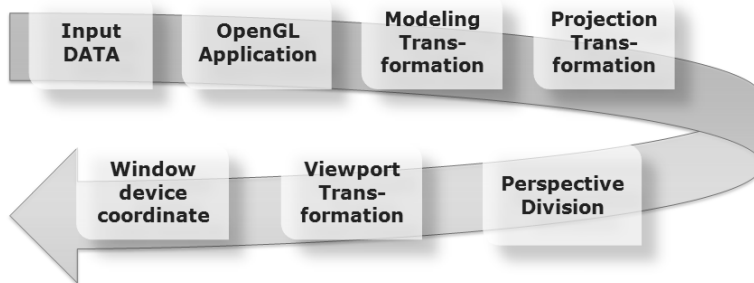 Input
DATA
OpenGL
Application
Modeling
Trans-
formation
Projection
Trans-
formation
Perspective
Division
Viewport
Trans-
formation
Window
device
coordinate